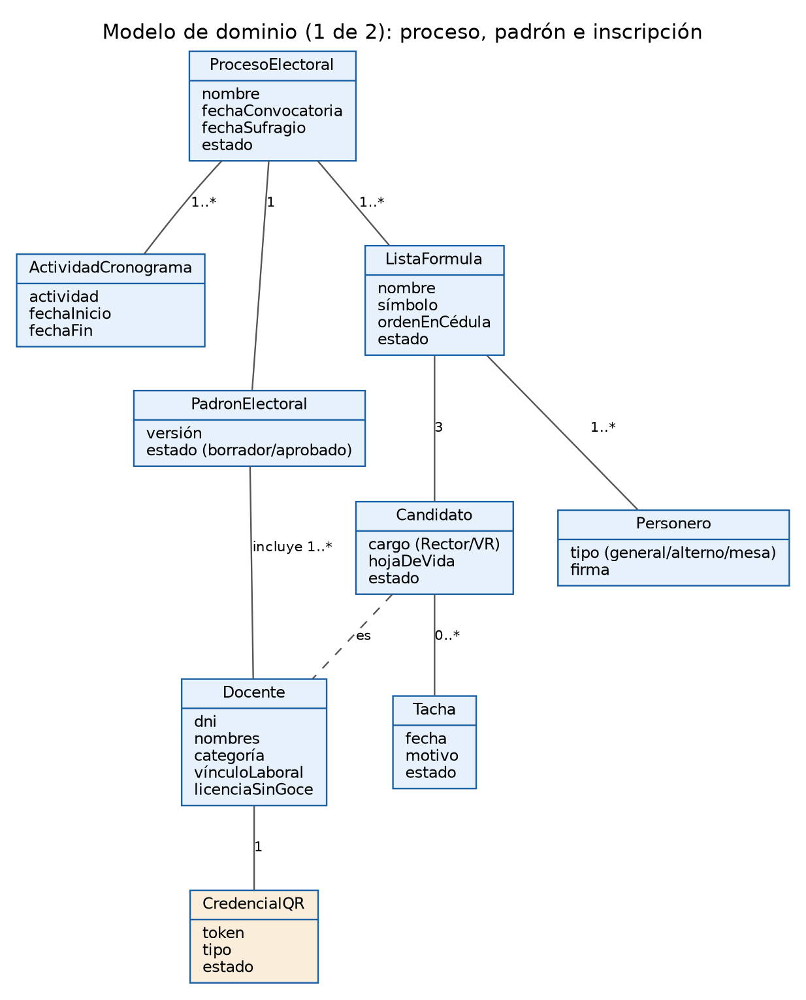 Modelo de dominio (1 de 2): proceso, padrón e inscripción
ProcesoElectoral
nombre
fechaConvocatoria
fechaSufragio
estado
1..*
1
1..*
ActividadCronograma
actividad
fechaInicio
fechaFin
ListaFormula
nombre
símbolo
ordenEnCédula
estado
PadronElectoral
versión
estado (borrador/aprobado)
3
1..*
incluye 1..*
Candidato
cargo (Rector/VR)
hojaDeVida
estado
Personero
tipo (general/alterno/mesa)
firma
es
0..*
Docente
dni
nombres
categoría
vínculoLaboral
licenciaSinGoce
Tacha
fecha
motivo
estado
1
CredencialQR
token
tipo
estado